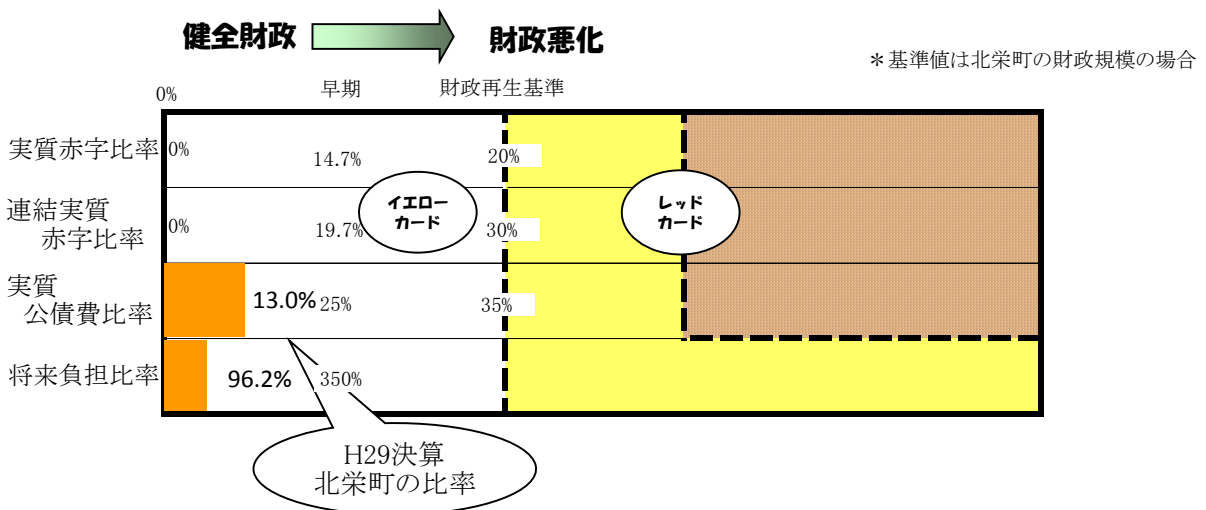 健全財政
財政悪化
＊基準値は北栄町の財政規模の場合
0%
早期
財政再生基準
実質赤字比率
0%
14.7%
20%
連結実質
赤字比率
0%
19.7%
イエロー
カード
30%
レッド
カード
実質
公債費比率
13.0%
25%
35%
将来負担比率
96.2%
350%
H29決算
北栄町の比率